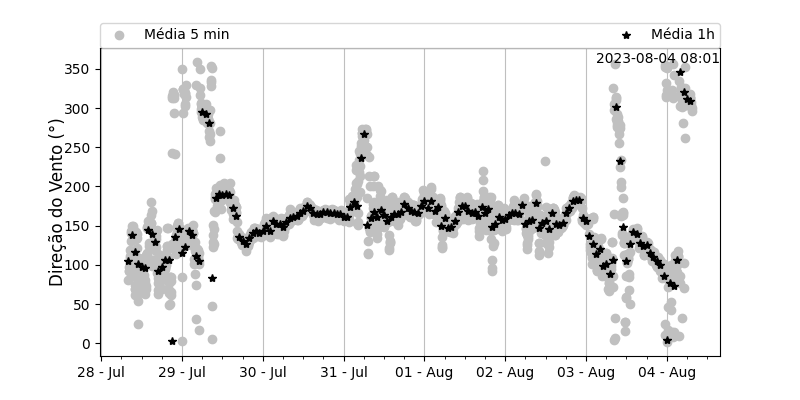 Média 5 min
Média 1h
2023-08-04 08:01
Direção do Vento (°)
350
300
250
200
150
100
50
0
28 - Jul
29 - Jul
30 - Jul
31 - Jul
01 - Aug
02 - Aug
03 - Aug
04 - Aug